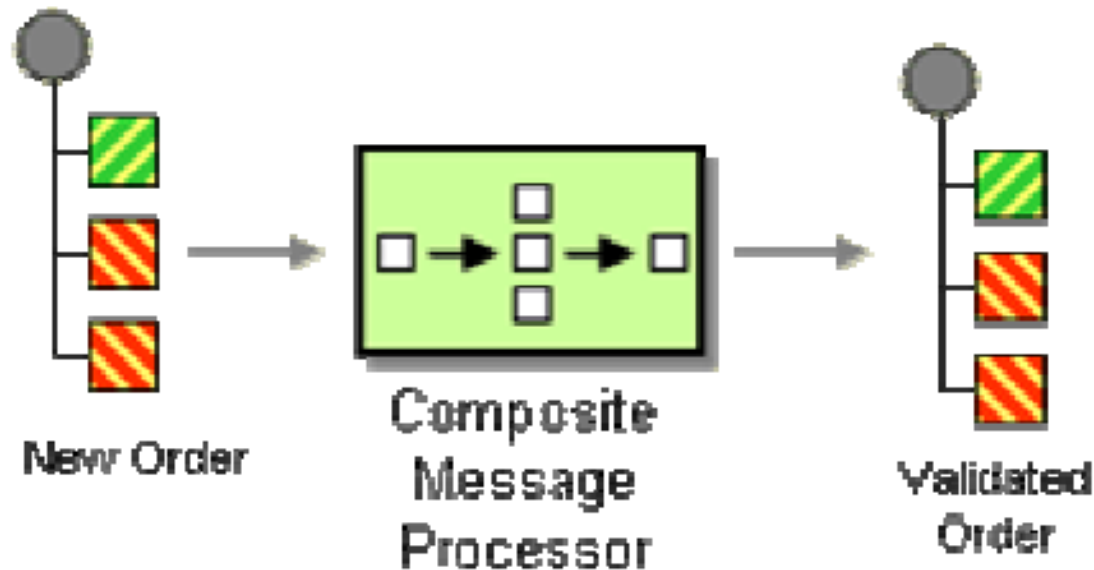 New Order
Composite
Message
Processor
Validated
Order